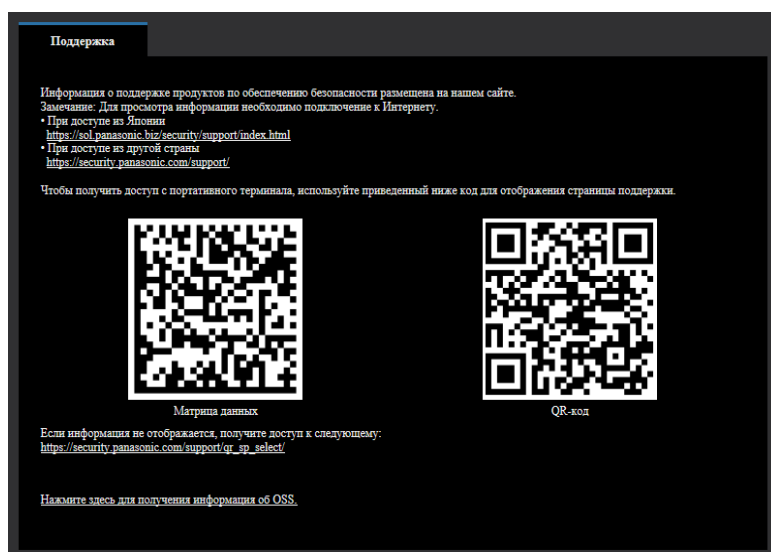 Поддержка
Информация о поддержке продуктов по обеспечению безопасности размещена на нашем сайте.
Замечание: Для просмотра информации необходимо подключение к Интернету.
• При доступе из Японии
https://sol.panasonic.biz/security/support/index.html
• При доступе из другой страны
https://security.panasonic.com/support/
Чтобы получить доступ с портативного терминала, используйте приведенный ниже код для отображения страницы поддержки.
Матрица данных
QR-код
Если информация не отображается, получите доступ к следующему:
https://security.panasonic.com/support/qr_sp_select/
Нажмите здесь для получения информация об OSS.